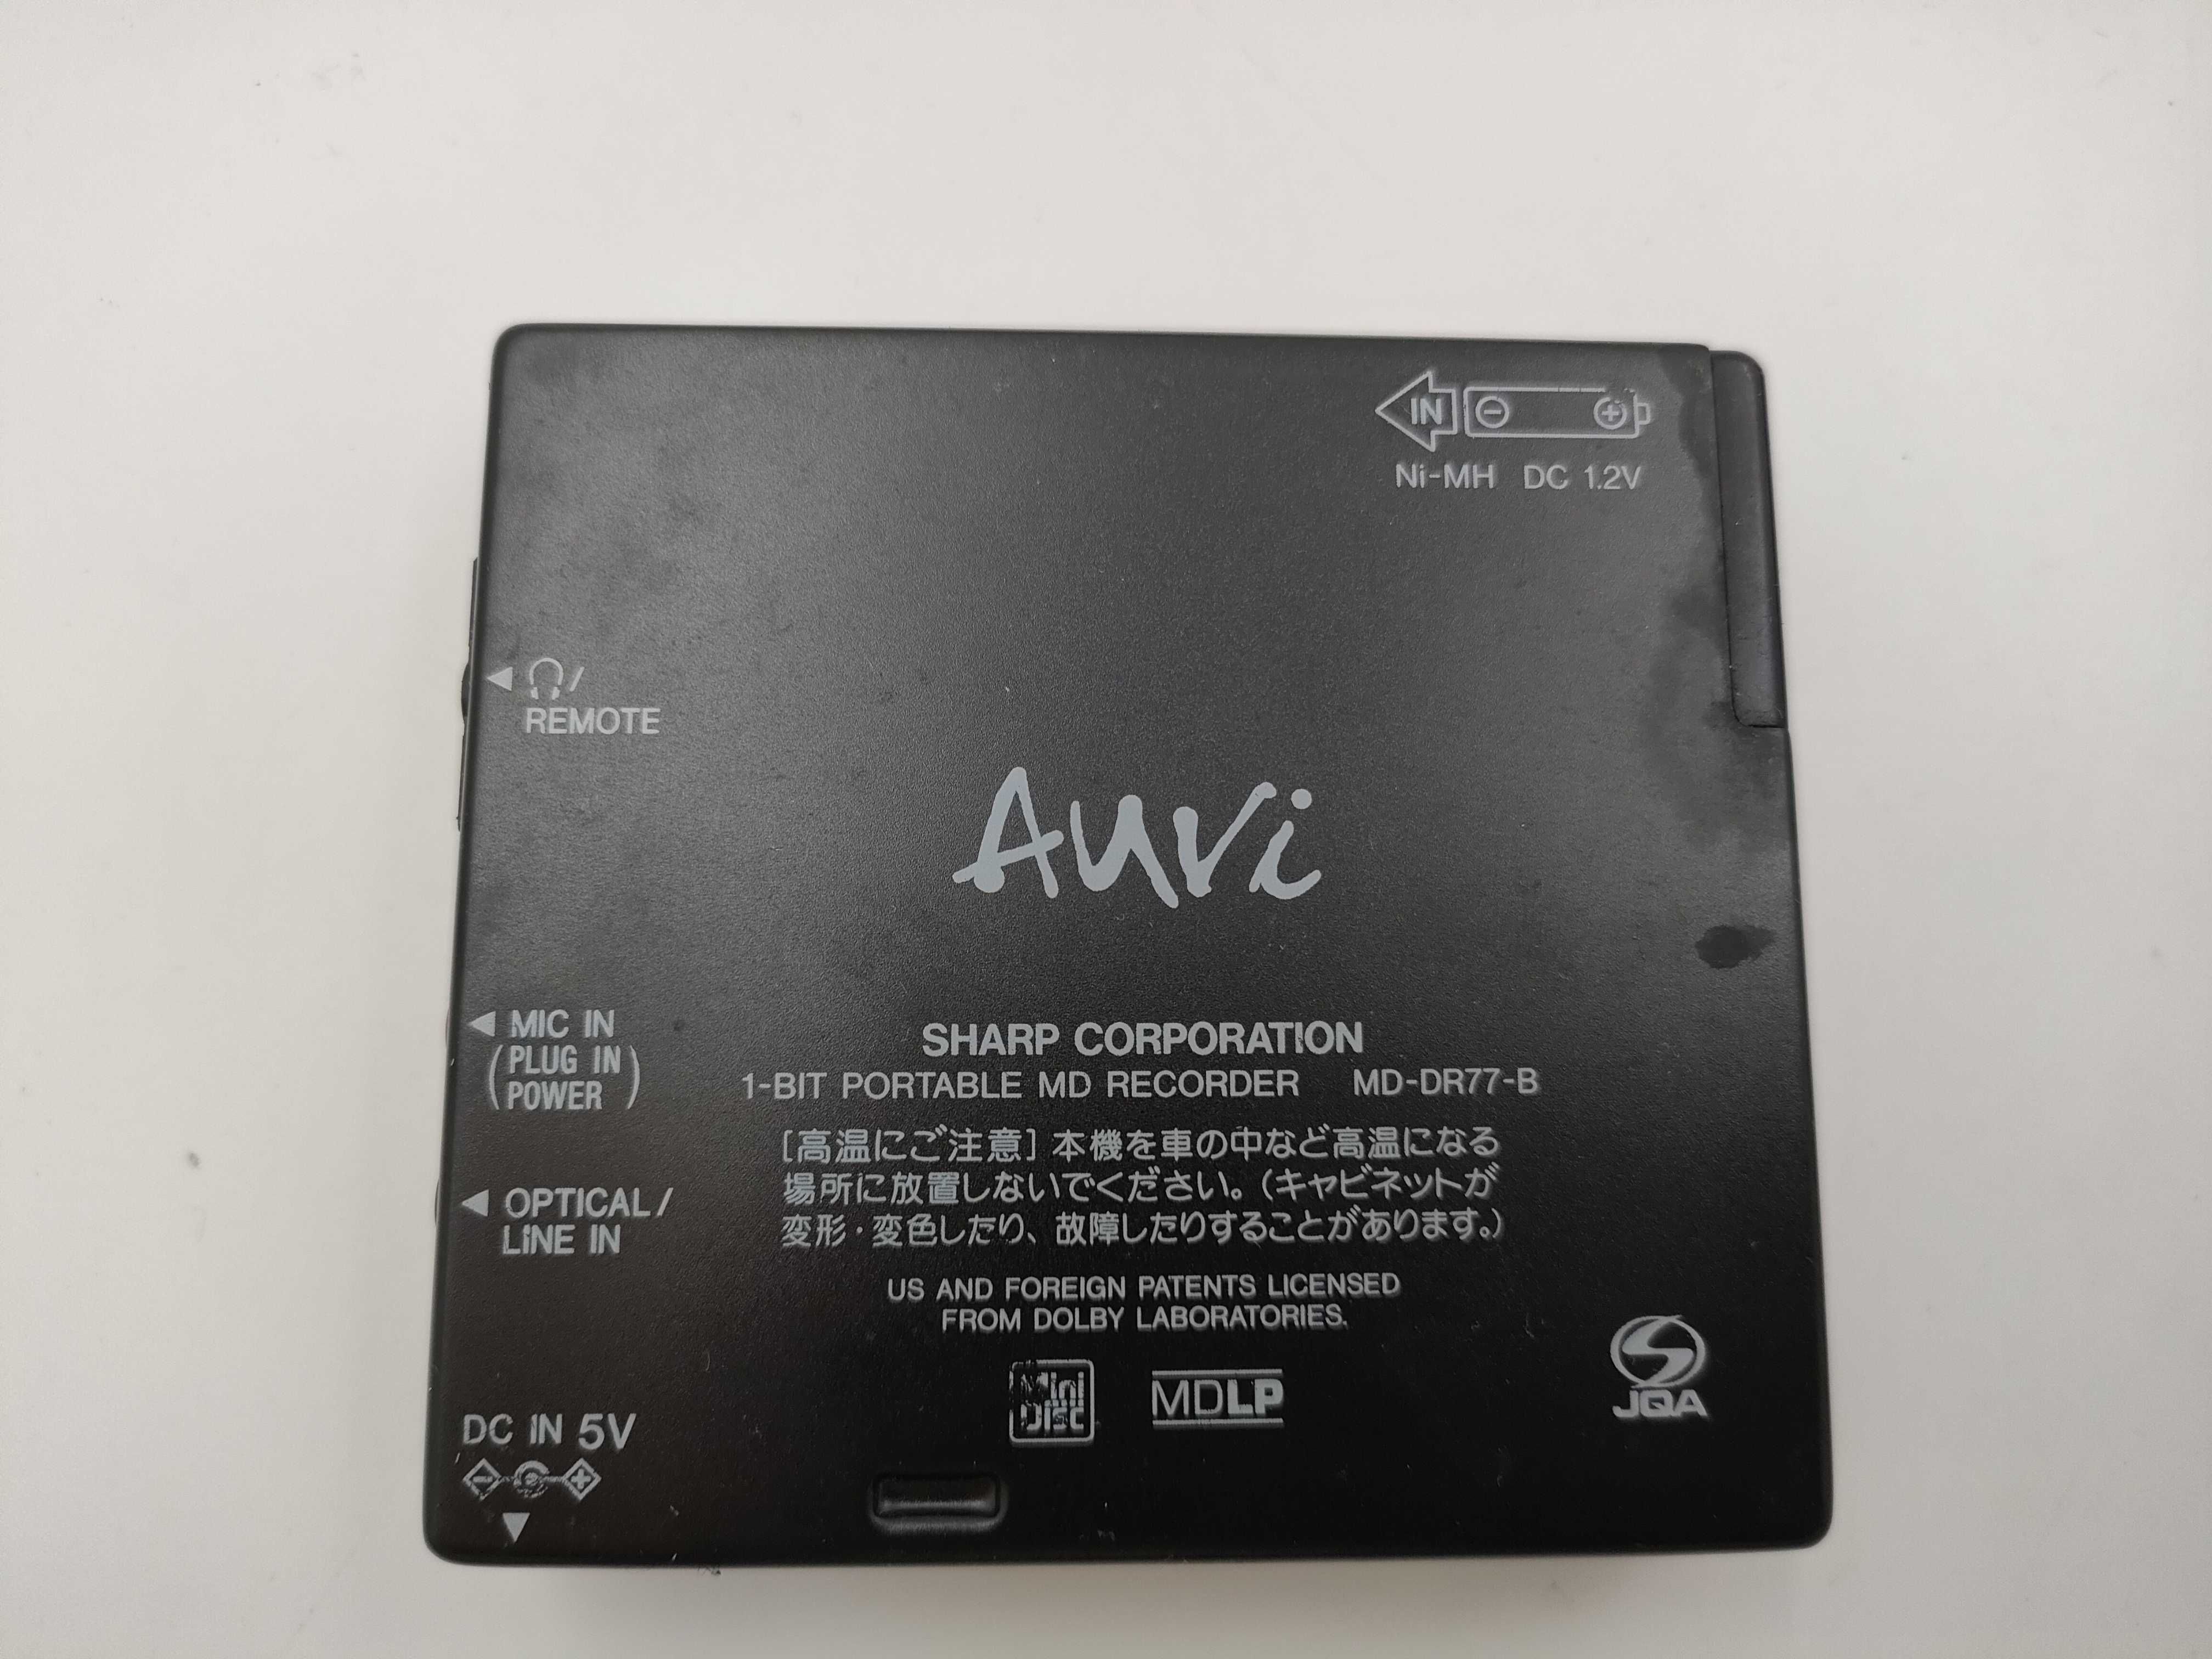 IN
Ni-MH DC 1.2V
REMOTE
Auvi
MIC IN
(PLUG IN
POWER)
SHARP CORPORATION
1-BIT PORTABLE MD RECORDER MD-DR77-B
[高温にご注意]本機を車の中など高温になる
場所に放置しないでください。(キャビネットが
変形・変色したり、故障したりすることがあります。)
OPTICAL/
LiNE IN
US AND FOREIGN PATENTS LICENSED
FROM DOLBY LABORATORIES.
Mini
Disc
MDLP
JQA
DC IN 5V